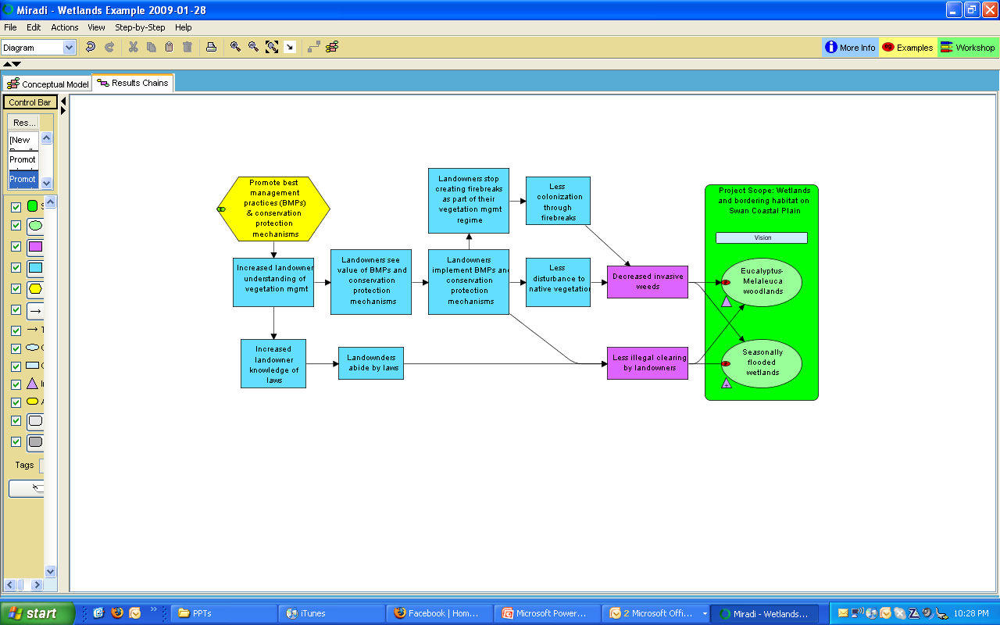 Miradi - Wetlands Example 2009-01-28
File Edit Actions View Step-by-Step Help
Diagram
More Info
Examples
Workshop
Conceptual Model
Results Chains
Control Bar
Res...
[New
Promot
Promot
Tags
Promote best
management
practices (BMPs)
& conservation
protection
mechanisms
Increased landowner
understanding of
vegetation mgmt
Landowners see
value of BMPs and
conservation
protection
mechanisms
Landowners
implement BMPs and
conservation
protection
mechanisms
Landowners stop
creating firebreaks
as part of their
vegetation mgmt
regime
Less
colonization
through
firebreaks
Less
disturbance to
native vegetation
Decreased invasive
weeds
Increased
landowner
knowledge of
laws
Landownders
abide by laws
Less illegal clearing
by landowners
Project Scope: Wetlands
and bordering habitat on
Swan Coastal Plain
Vision
Eucalyptus-
Melaleuca
woodlands
Seasonally
flooded
wetlands
start
PPTs
iTunes
Facebook | Hom...
Microsoft Power...
2 Microsoft Offi...
Miradi - Wetlands...
10:28 PM